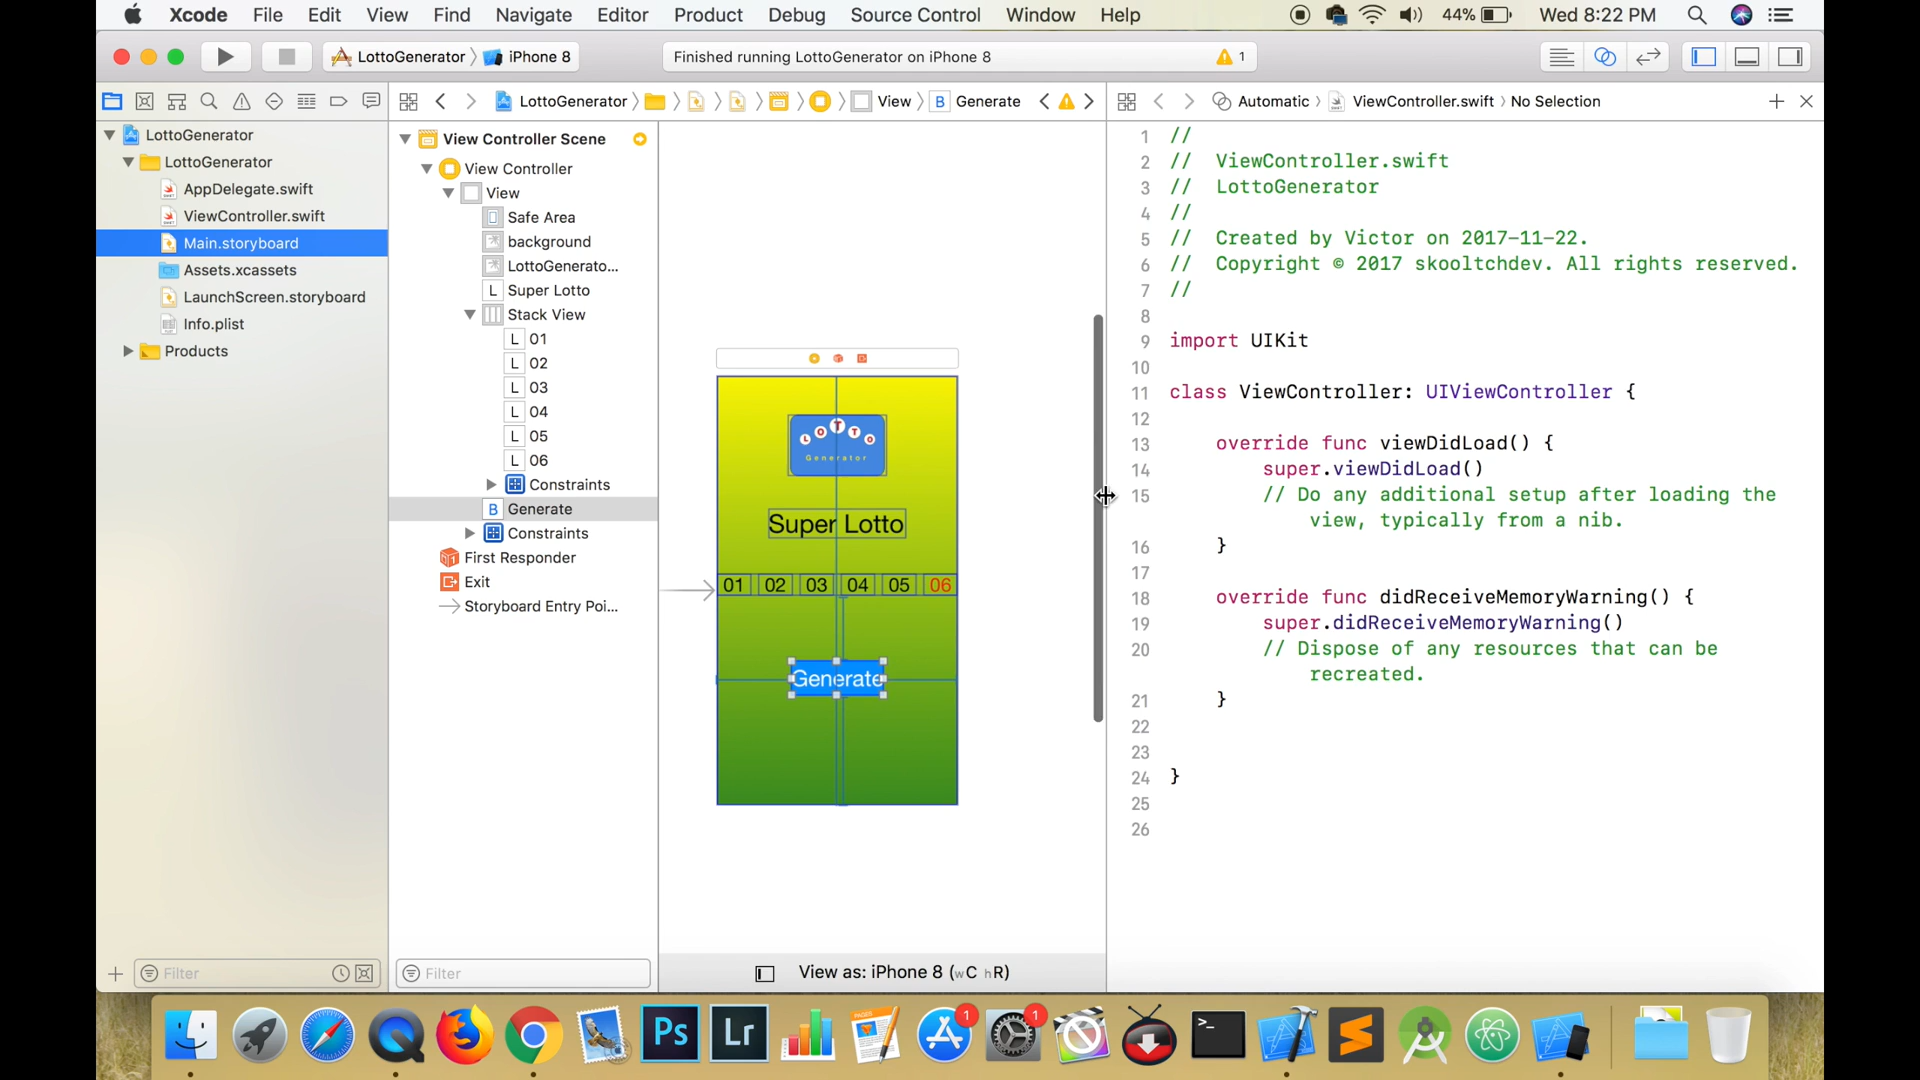 Xcode File Edit View Find Navigate Editor Product Debug Source Control Window Help 44% Wed 8:22 PM
LottoGenerator iPhone 8 Finished running LottoGenerator on iPhone 8 1
LottoGenerator View B Generate Automatic ViewController.swift No Selection
LottoGenerator
LottoGenerator
AppDelegate.swift
ViewController.swift
Main.storyboard
Assets.xcassets
LaunchScreen.storyboard
Info.plist
Products
Filter
View Controller Scene
View Controller
View
Safe Area
background
LottoGenerato...
L Super Lotto
Stack View
L 01
L 02
L 03
L 04
L 05
L 06
Constraints
B Generate
Constraints
First Responder
Exit
Storyboard Entry Poi...
Filter
LOTTO
Generator
Super Lotto
01 02 03 04 05 06
Generate
View as: iPhone 8 (wC hR)
1 //
2 // ViewController.swift
3 // LottoGenerator
4 //
5 // Created by Victor on 2017-11-22.
6 // Copyright © 2017 skooltchdev. All rights reserved.
7 //
8
9 import UIKit
10
11 class ViewController: UIViewController {
12
13 override func viewDidLoad() {
14 super.viewDidLoad()
15 // Do any additional setup after loading the
view, typically from a nib.
16 }
17
18 override func didReceiveMemoryWarning() {
19 super.didReceiveMemoryWarning()
20 // Dispose of any resources that can be
recreated.
21 }
22
23
24 }
25
26
Ps Lr PAGES 1 1 >_